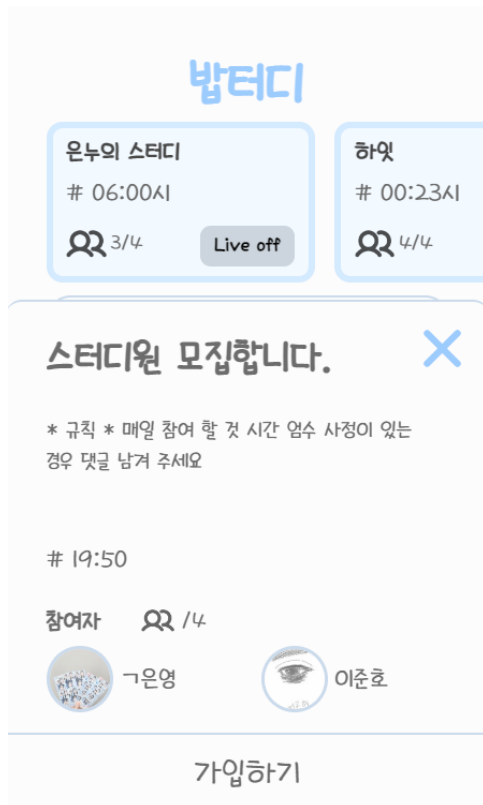 밥터디
은누의 스터디
# 06:00시
3/4
Live off
하잇
# 00:23시
4/4
스터디원 모집합니다.
* 규칙 * 매일 참여 할 것 시간 엄수 사정이 있는
경우 댓글 남겨 주세요
# 19:50
참여자 /4
ㄱ은영
이준호
가입하기